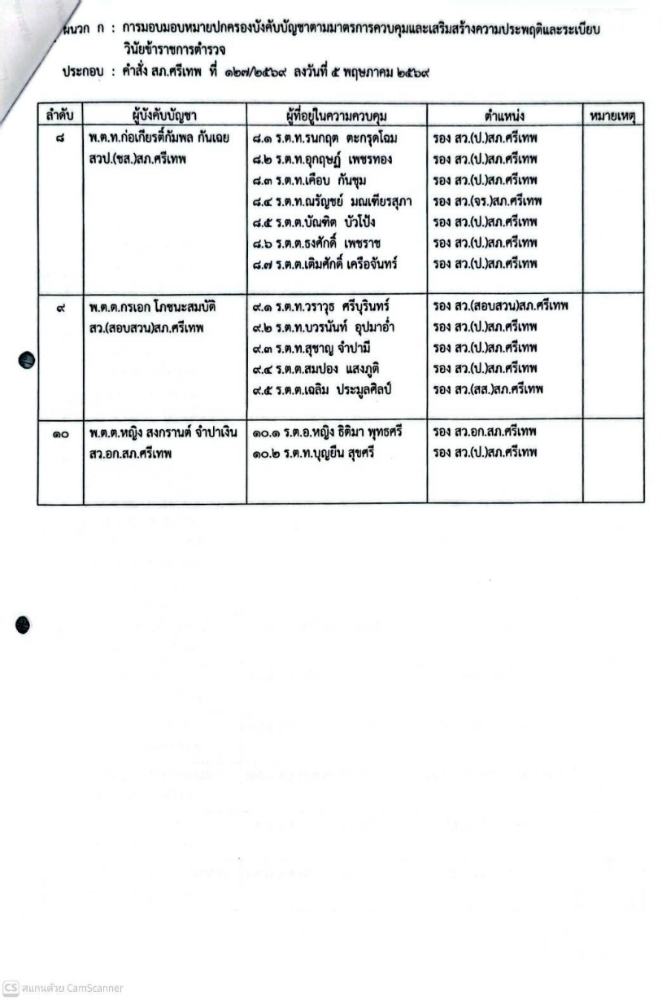 ผนวก ก : การมอบมอบหมายปกครองบังคับบัญชาตามมาตรการควบคุมและเสริมสร้างความประพฤติและระเบียบ
วินัยข้าราชการตำรวจ
ประกอบ : คำสั่ง สภ.ศรีเทพ ที่ ๑๒๗/๒๕๖๙ ลงวันที่ ๕ พฤษภาคม ๒๕๖๙
ลำดับ ผู้บังคับบัญชา ผู้ที่อยู่ในความควบคุม ตำแหน่ง หมายเหตุ
๘ พ.ต.ท.ก่อเกียรติ์กัมพล กันเฉย ๘.๑ ร.ต.ท.รนกฤต ตะกรุดโฉม รอง สว.(ป.)สภ.ศรีเทพ
สวป.(ชส.)สภ.ศรีเทพ ๘.๒ ร.ต.ท.อุกฤษฏ์ เพชรทอง รอง สว.(ป.)สภ.ศรีเทพ
๘.๓ ร.ต.ท.เคือบ กันชุม รอง สว.(ป.)สภ.ศรีเทพ
๘.๔ ร.ต.ท.ณรัญชย์ มณเฑียรสุภา รอง สว.(จร.)สภ.ศรีเทพ
๘.๕ ร.ต.ต.บัณฑิต บัวโป้ง รอง สว.(ป.)สภ.ศรีเทพ
๘.๖ ร.ต.ต.ธงศักดิ์ เพชราช รอง สว.(ป.)สภ.ศรีเทพ
๘.๗ ร.ต.ต.เติมศักดิ์ เครือจันทร์ รอง สว.(ป.)สภ.ศรีเทพ
๙ พ.ต.ต.กรเอก โภชนะสมบัติ ๙.๑ ร.ต.ท.วราวุธ ศรีบุรินทร์ รอง สว.(สอบสวน)สภ.ศรีเทพ
สว.(สอบสวน)สภ.ศรีเทพ ๙.๒ ร.ต.ท.บวรนันท์ อุปมาอ่ำ รอง สว.(ป.)สภ.ศรีเทพ
๙.๓ ร.ต.ท.สุชาญ จำปามี รอง สว.(ป.)สภ.ศรีเทพ
๙.๔ ร.ต.ต.สมปอง แสงภูติ รอง สว.(ป.)สภ.ศรีเทพ
๙.๕ ร.ต.ต.เฉลิม ประมูลศิลป์ รอง สว.(สส.)สภ.ศรีเทพ
๑๐ พ.ต.ต.หญิง สงกรานต์ จำปาเงิน ๑๐.๑ ร.ต.อ.หญิง ธิติมา พุทธศรี รอง สว.อก.สภ.ศรีเทพ
สว.อก.สภ.ศรีเทพ ๑๐.๒ ร.ต.ท.บุญยืน สุขศรี รอง สว.(ป.)สภ.ศรีเทพ
CS สแกนด้วย CamScanner